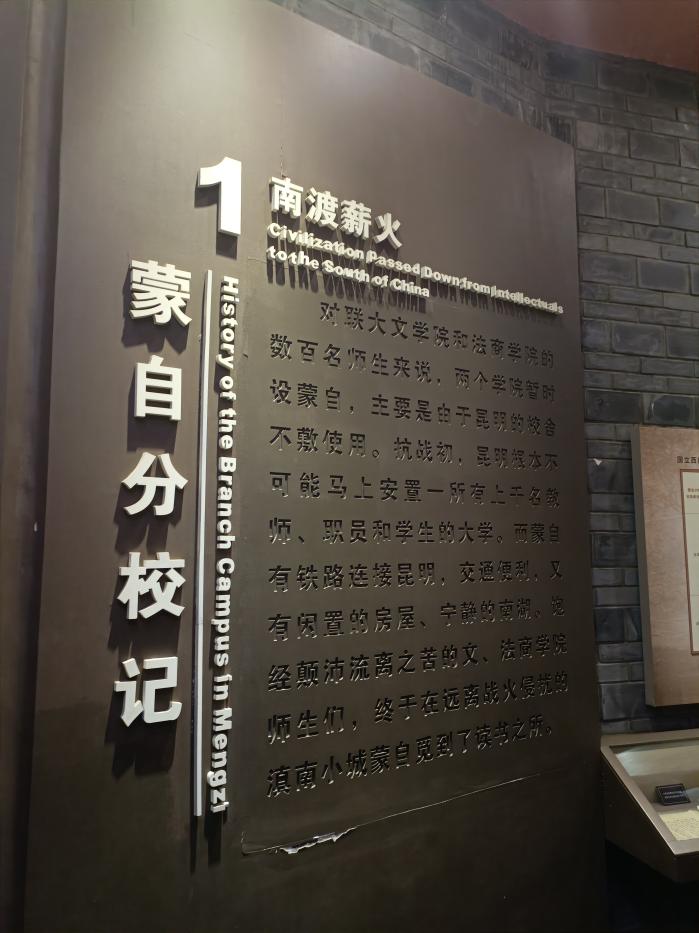 1
南渡薪火
Civilization Passed Down from Intellectuals
to the South of China
蒙自分校记
History of the Branch Campus in Mengzi
对联大文学院和法商学院的
数百名师生来说，两个学院暂时
设蒙自，主要是由于昆明的校舍
不敷使用。抗战初，昆明根本不
可能马上安置一所有上千名教
师、职员和学生的大学。而蒙自
有铁路连接昆明，交通便利，又
有闲置的房屋、宁静的南湖。饱
经颠沛流离之苦的文、法商学院
师生们，终于在远离战火侵扰的
滇南小城蒙自觅到了读书之所。
国立西